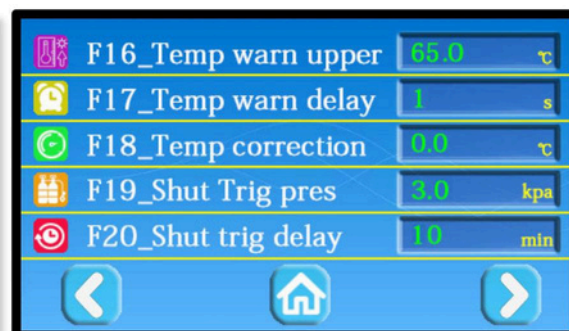 F16_Temp warn upper 65.0 ℃
F17_Temp warn delay 1 s
F18_Temp correction 0.0 ℃
F19_Shut Trig pres 3.0 kpa
F20_Shut trig delay 10 min